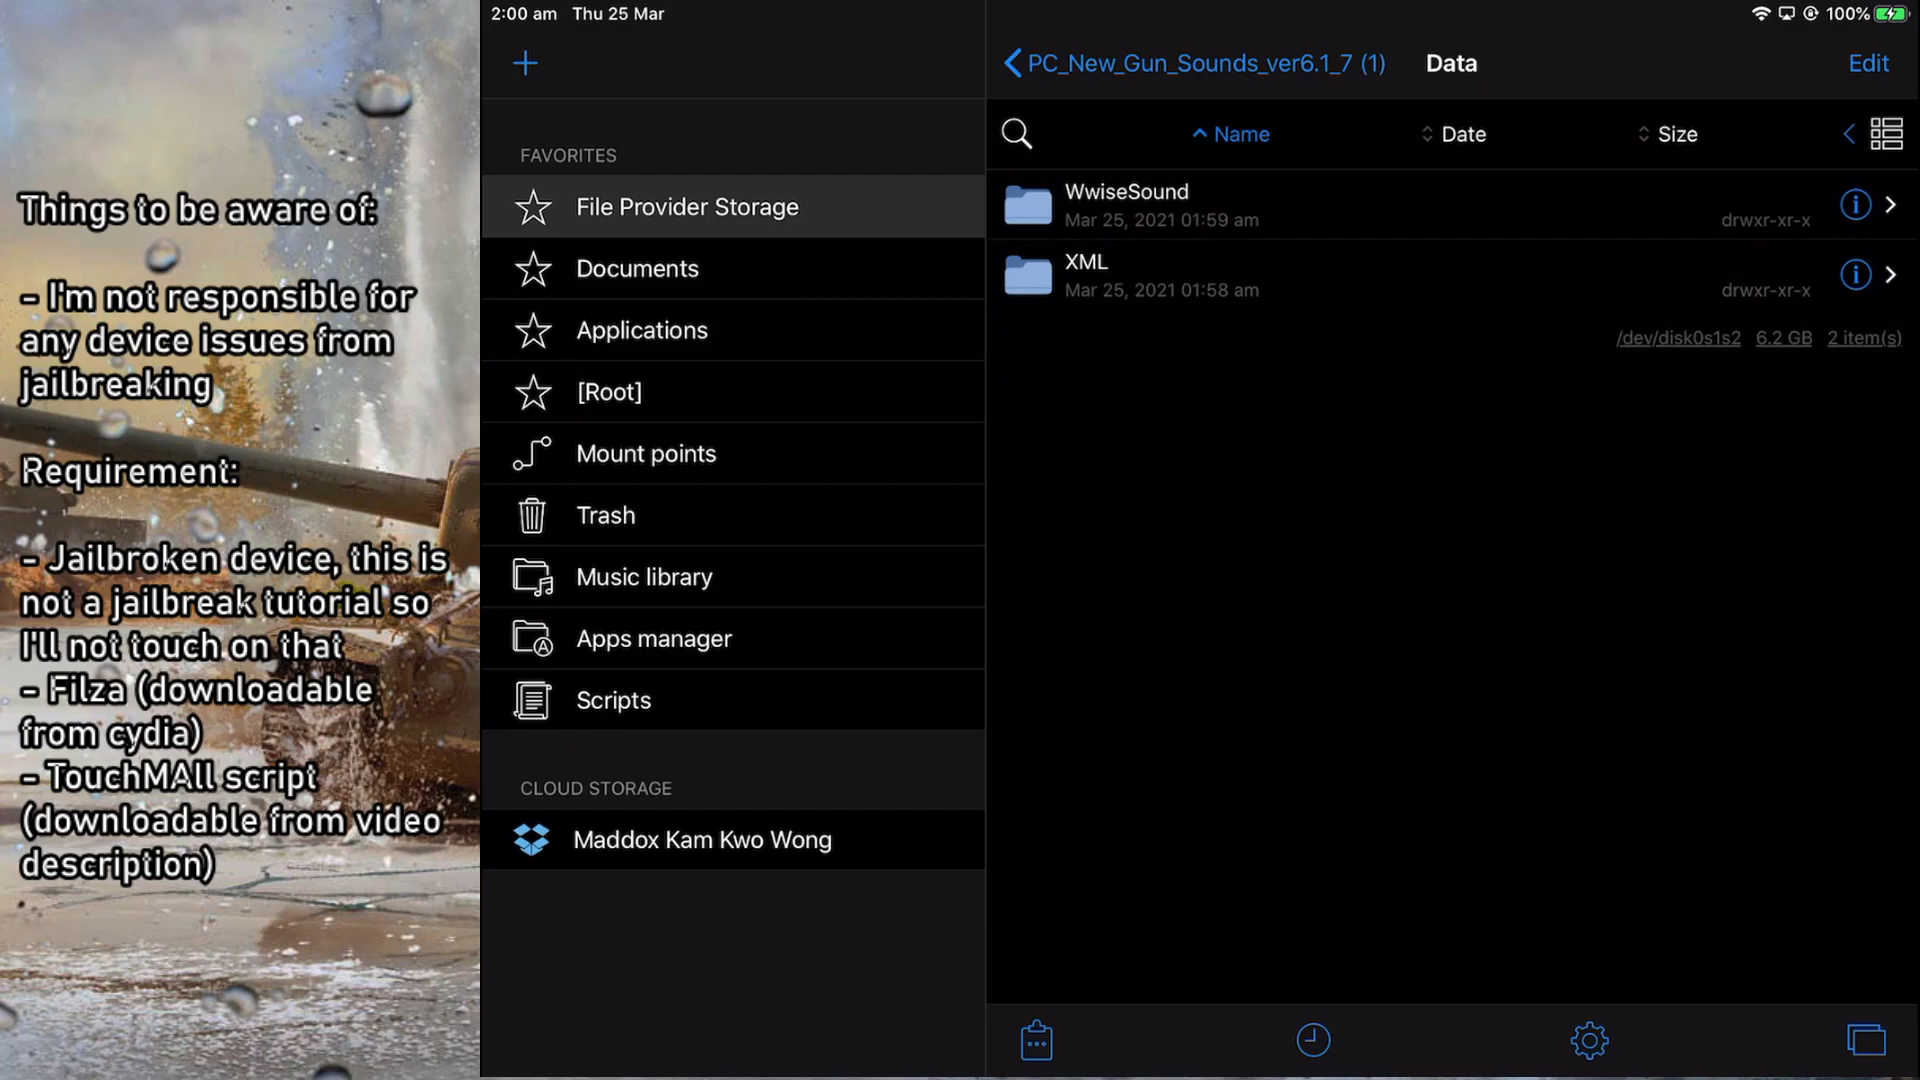 Things to be aware of:
- I'm not responsible for
any device issues from
jailbreaking
Requirement:
- Jailbroken device, this is
not a jailbreak tutorial so
I'll not touch on that
- Filza (downloadable
from cydia)
- TouchMAll script
(downloadable from video
description)
2:00 am Thu 25 Mar
FAVORITES
File Provider Storage
Documents
Applications
[Root]
Mount points
Trash
Music library
Apps manager
Scripts
CLOUD STORAGE
Maddox Kam Kwo Wong
100%
PC_New_Gun_Sounds_ver6.1_7 (1) Data Edit
Name Date Size
WwiseSound
Mar 25, 2021 01:59 am drwxr-xr-x
XML
Mar 25, 2021 01:58 am drwxr-xr-x
/dev/disk0s1s2 6.2 GB 2 item(s)